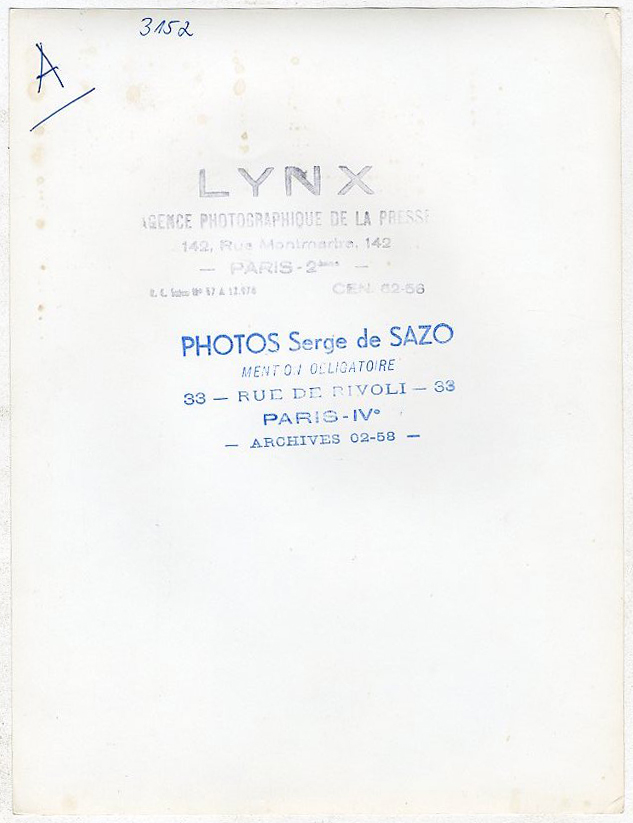 3152
A
LYNX
AGENCE PHOTOGRAPHIQUE DE LA PRESSE
142, Rue Montmartre, 142
— PARIS-2ème —
CEN. 62-56
PHOTOS Serge de SAZO
MENTION OBLIGATOIRE
33 — RUE DE RIVOLI — 33
PARIS-IVe
— ARCHIVES 02-58 —